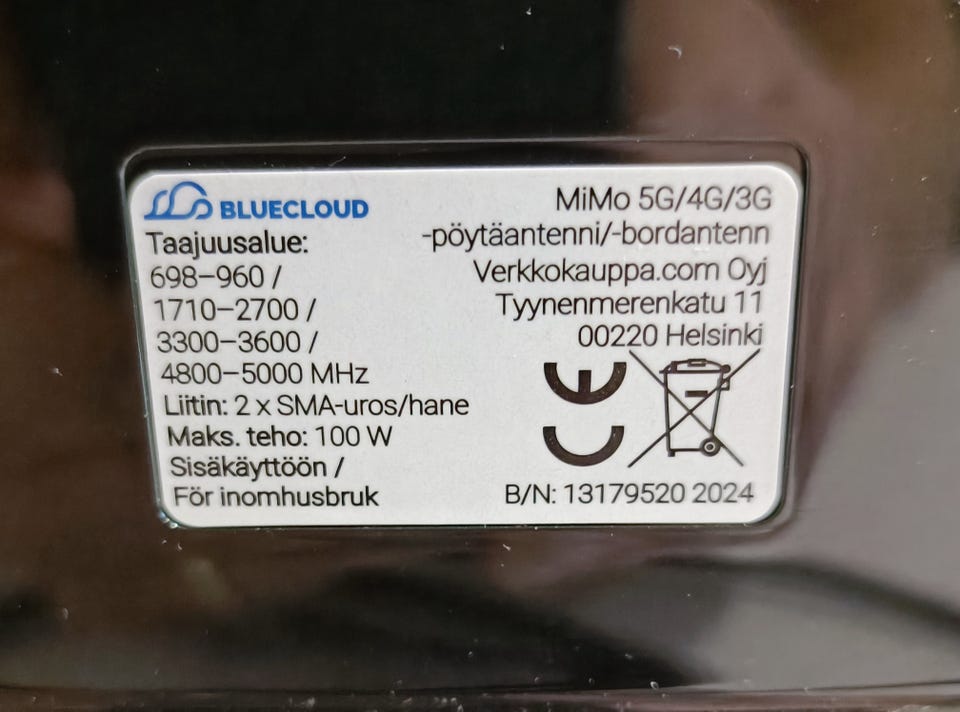 BLUECLOUD
Taajuusalue:
698–960 /
1710–2700 /
3300–3600 /
4800–5000 MHz
Liitin: 2 x SMA-uros/hane
Maks. teho: 100 W
Sisäkäyttöön /
För inomhusbruk
MiMo 5G/4G/3G
-pöytäantenni/-bordantenn
Verkkokauppa.com Oyj
Tyynenmerenkatu 11
00220 Helsinki
CE
B/N: 13179520 2024